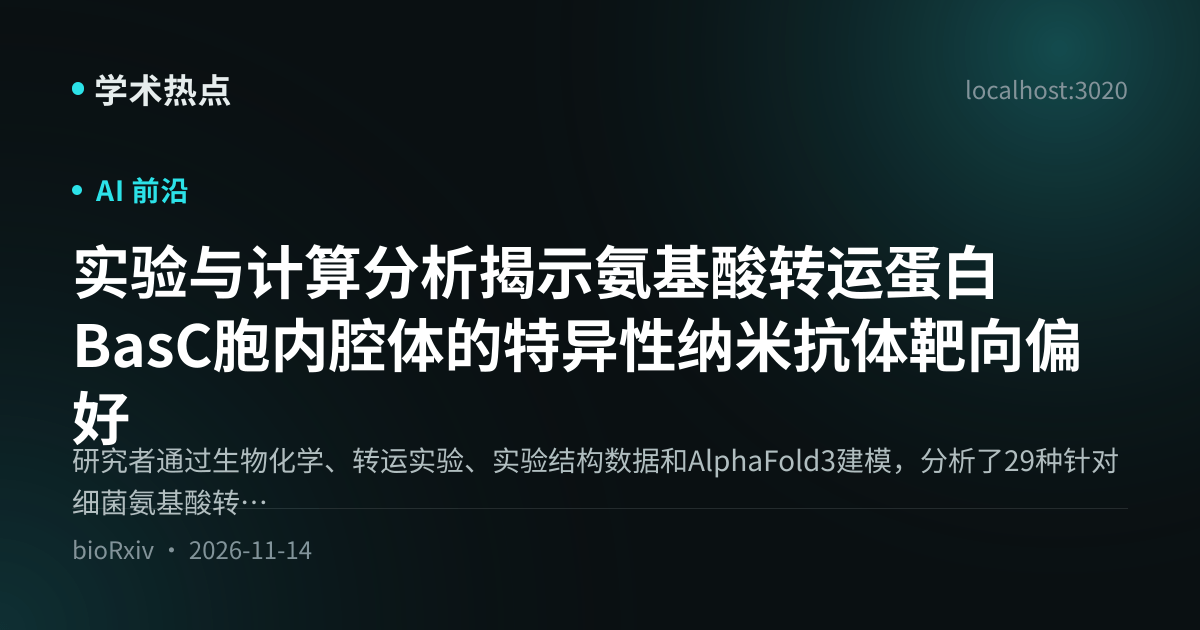 学术热点
localhost:3020
AI 前沿
实验与计算分析揭示氨基酸转运蛋白
BasC胞内腔体的特异性纳米抗体靶向偏
好
研究者通过生物化学、转运实验、实验结构数据和AlphaFold3建模，分析了29种针对
细菌氨基酸转…
bioRxiv · 2026-11-14